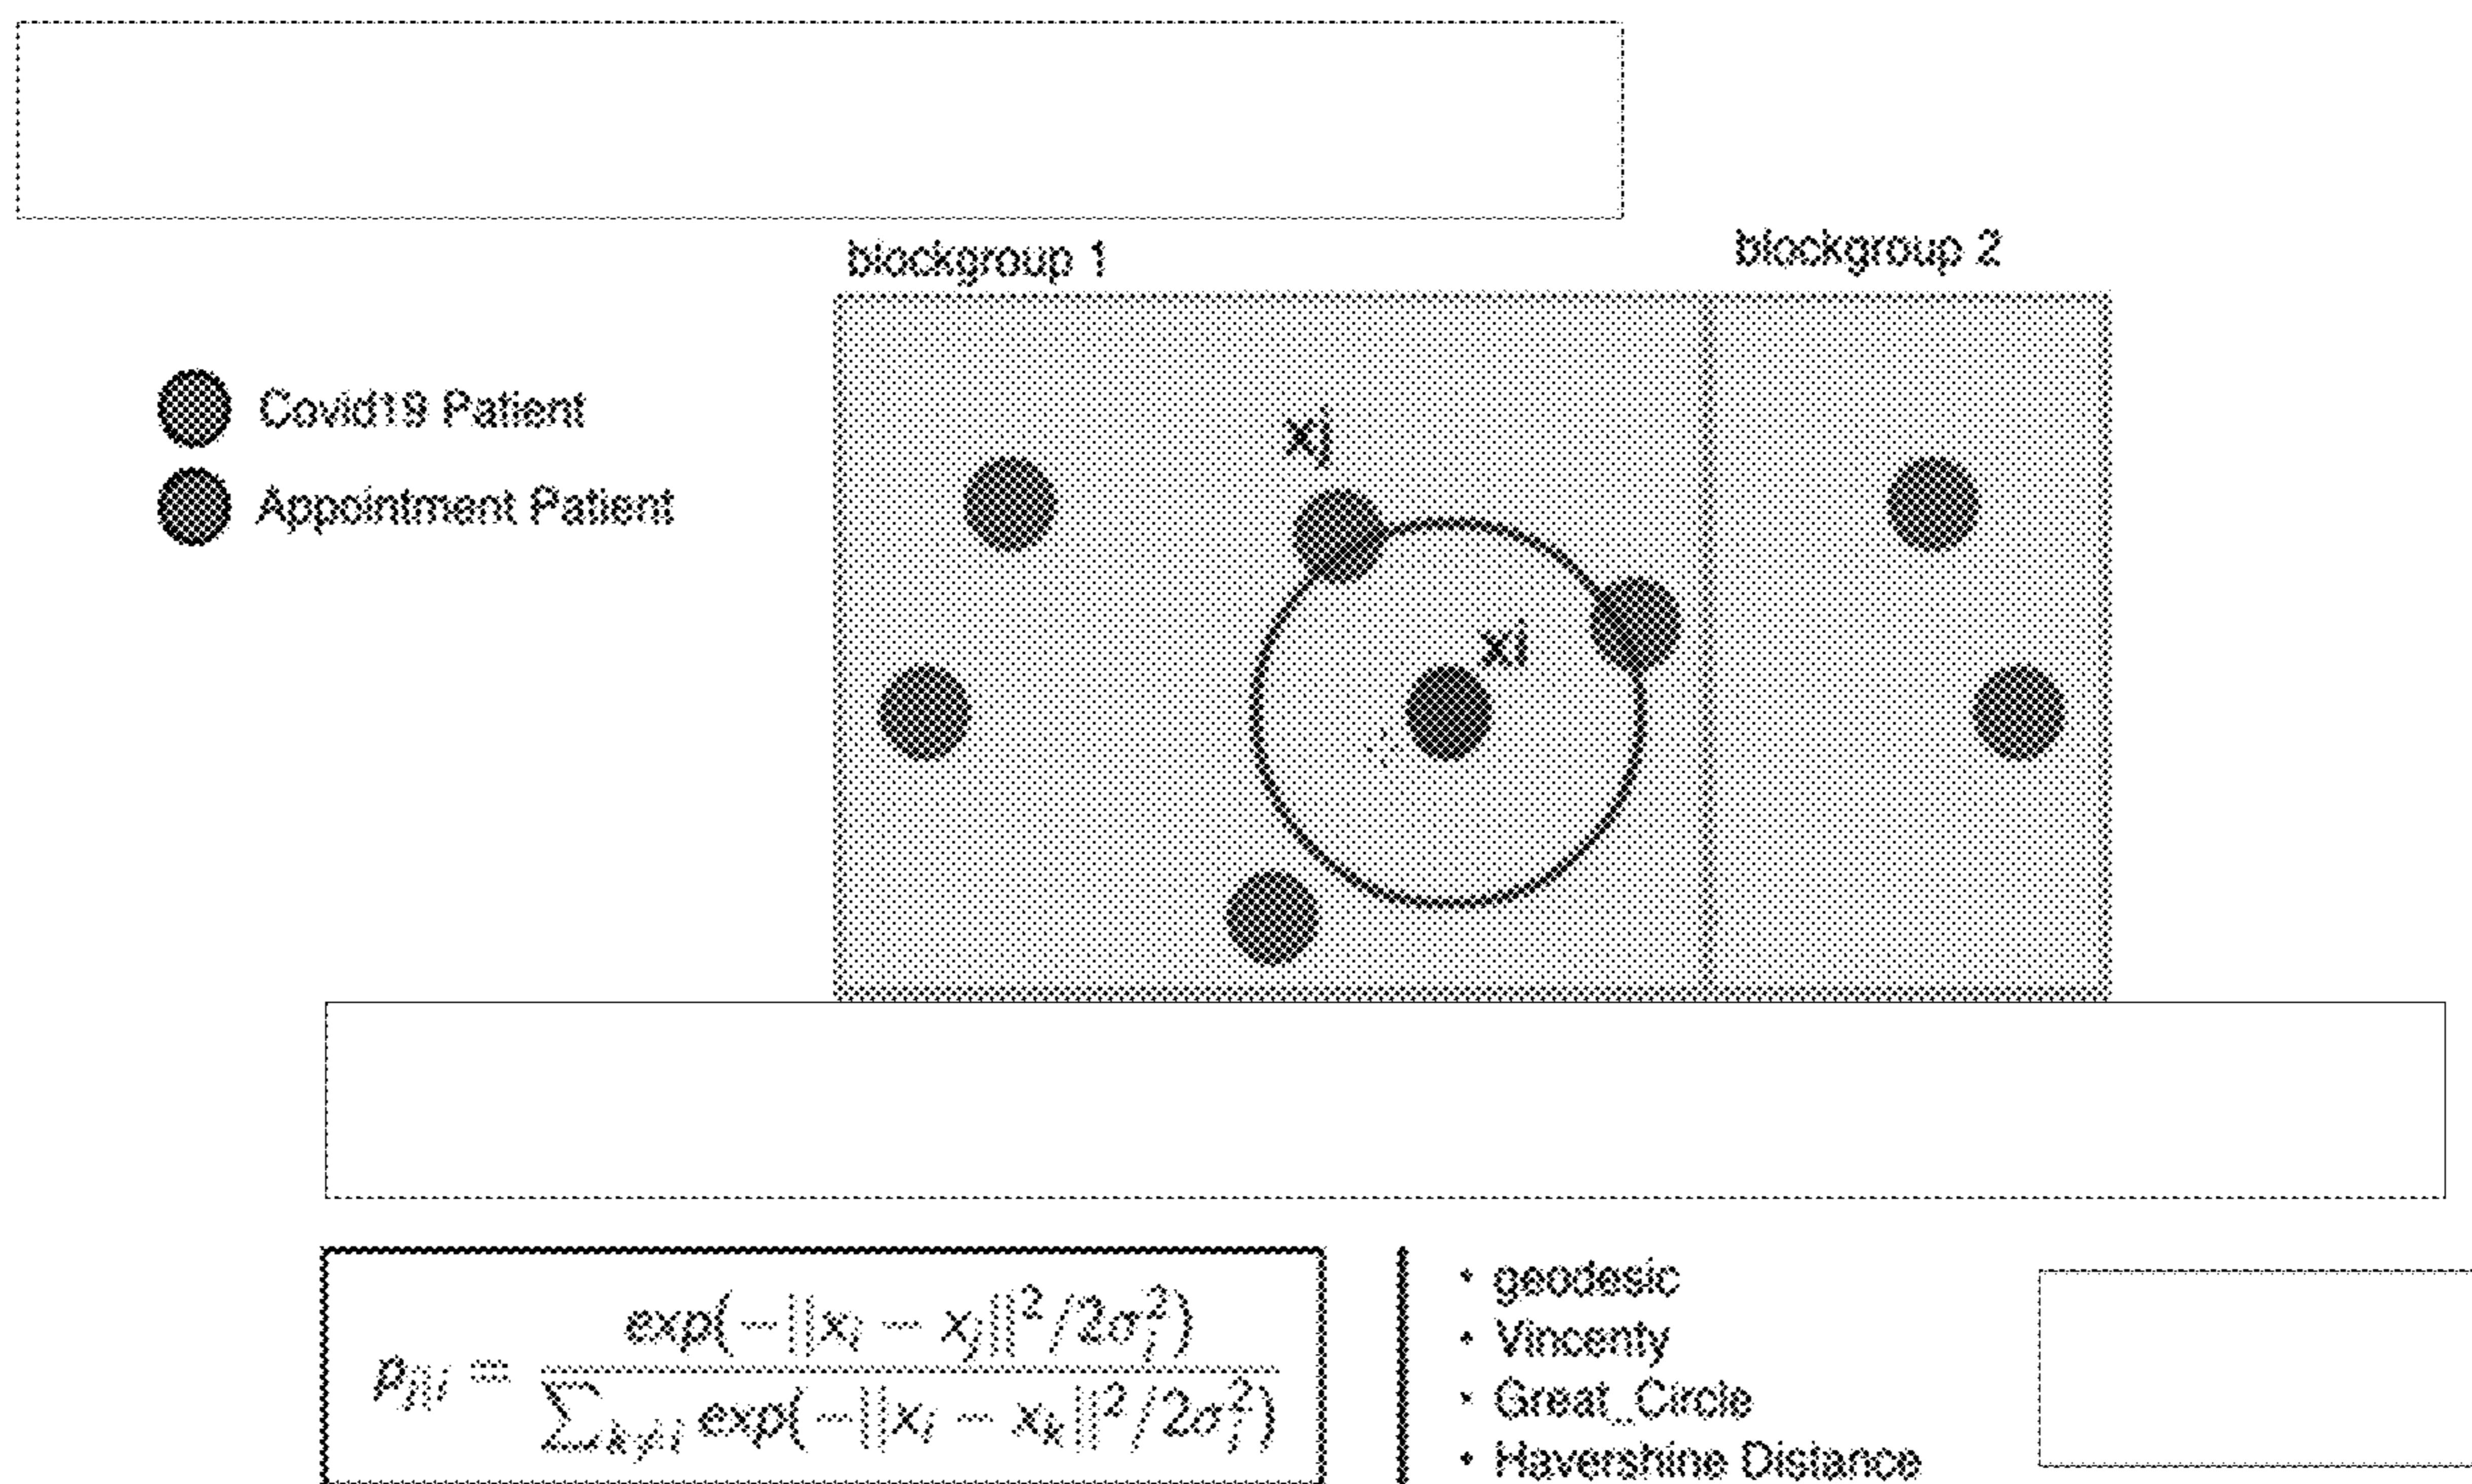 blockgroup 1
blockgroup 2
Covid19 Patient
Appointment Patient
xj
xi
p_{j|i} = exp(-||x_i - x_j||^2/2σ_i^2) / ∑_{k≠i} exp(-||x_i - x_k||^2/2σ_i^2)
• geodesic
• Vincenty
• Great_Circle
• Havershine Distance